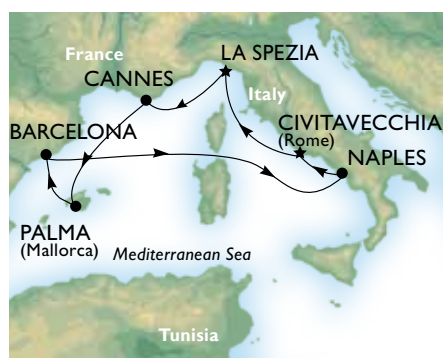 France
LA SPEZIA
CANNES
Italy
CIVITAVECCHIA
(Rome)
BARCELONA
NAPLES
PALMA
(Mallorca)
Mediterranean Sea
Tunisia